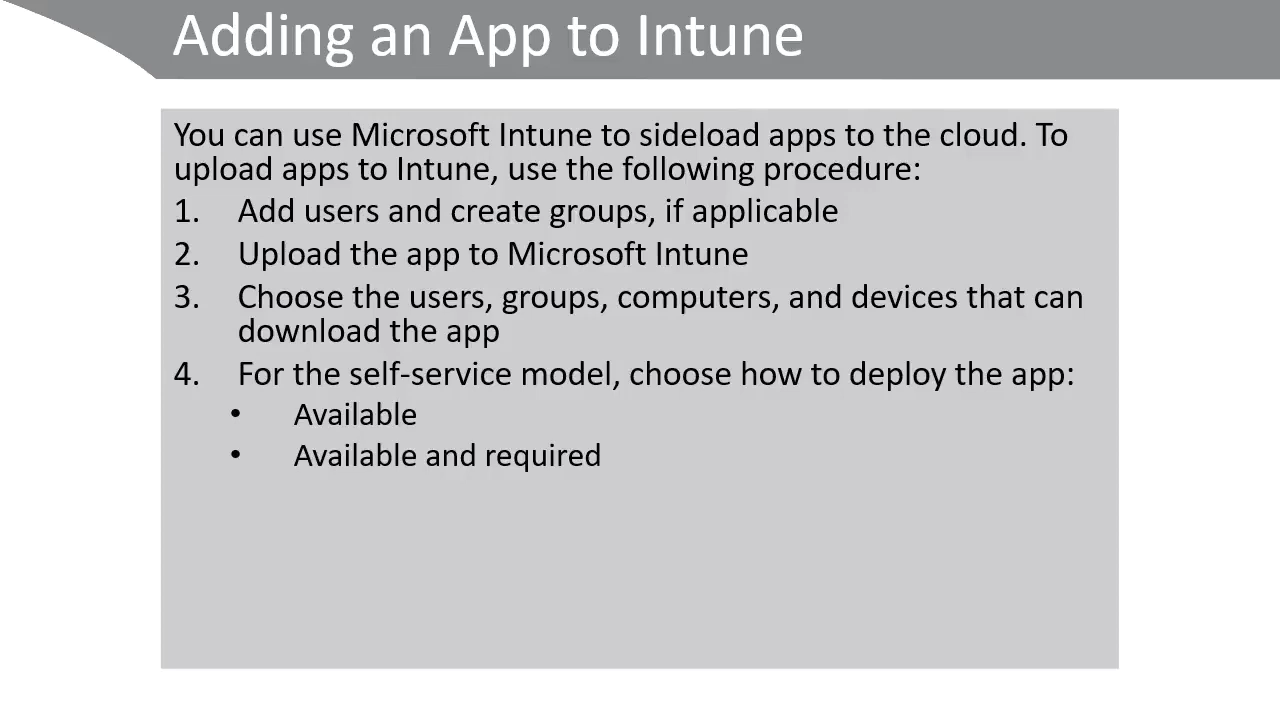 Adding an App to Intune
You can use Microsoft Intune to sideload apps to the cloud. To
upload apps to Intune, use the following procedure:
1. Add users and create groups, if applicable
2. Upload the app to Microsoft Intune
3. Choose the users, groups, computers, and devices that can
download the app
4. For the self-service model, choose how to deploy the app:
• Available
• Available and required